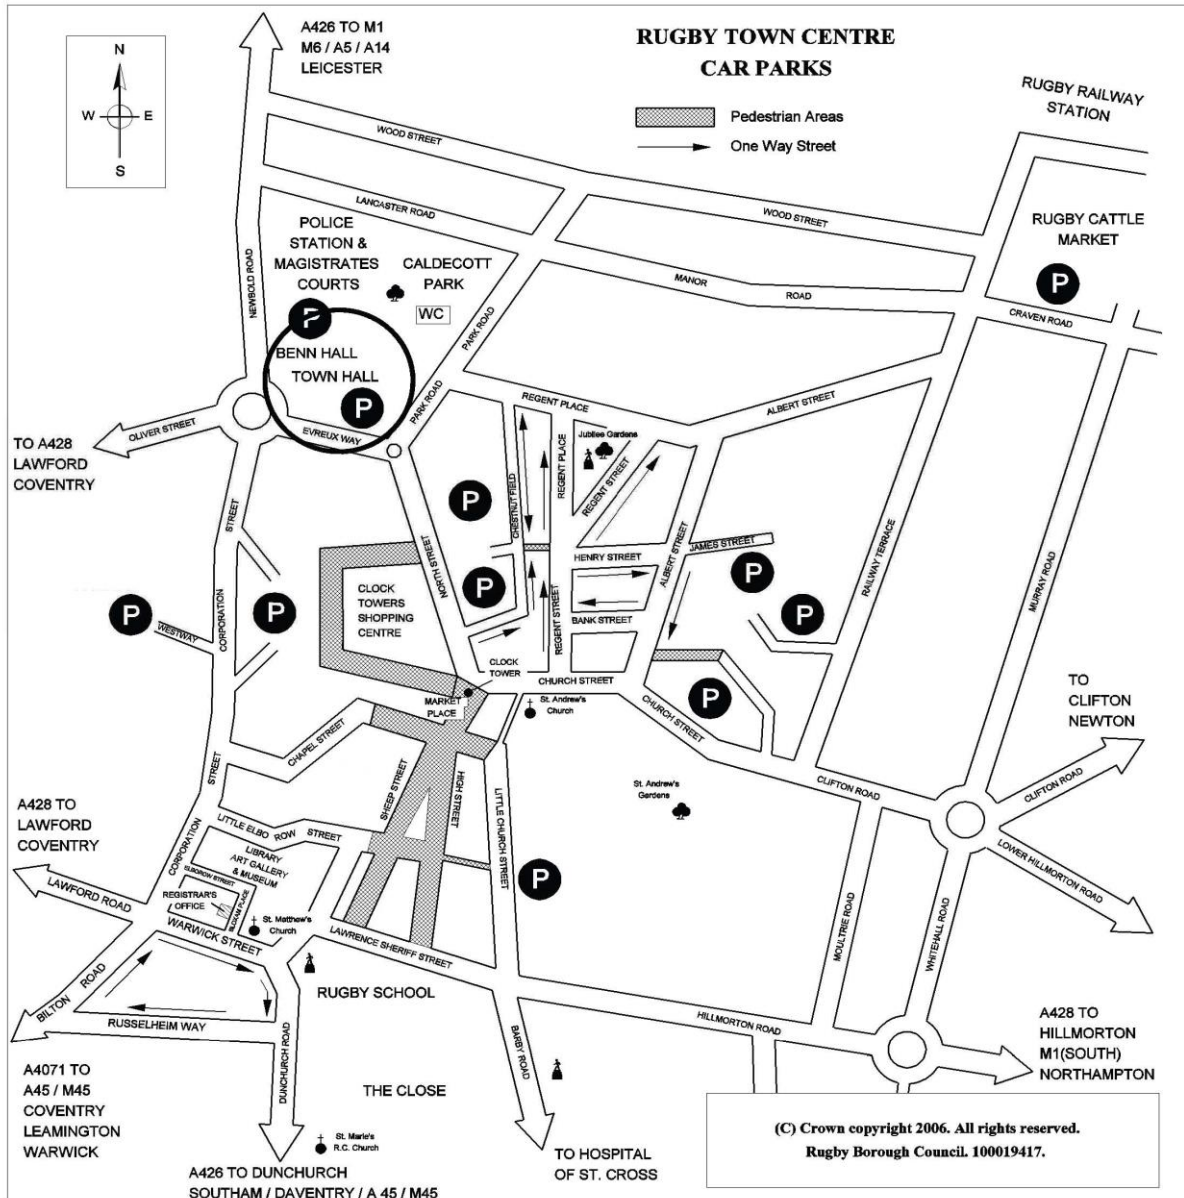 A426 TO M1
M6 / A5 / A14
LEICESTER
RUGBY TOWN CENTRE
CAR PARKS
N
W
E
S
Pedestrian Areas
One Way Street
RUGBY RAILWAY
STATION
WOOD STREET
LANCASTER ROAD
WOOD STREET
RUGBY CATTLE
MARKET
POLICE
STATION &
MAGISTRATES
COURTS
CALDECOTT
PARK
WC
NEWBOLD ROAD
MANOR
ROAD
P
CRAVEN ROAD
P
PARK ROAD
BENN HALL
TOWN HALL
P
PARK ROAD
REGENT PLACE
ALBERT STREET
OLIVER STREET
EVREUX WAY
TO A428
LAWFORD
COVENTRY
Jubilee Gardens
REGENT PLACE
REGENT STREET
CHESTNUT FIELD
P
STREET
NORTH STREET
HENRY STREET
ALBERT STREET
JAMES STREET
RAILWAY TERRACE
MURRAY ROAD
CLOCK
TOWERS
SHOPPING
CENTRE
P
P
P
P
P
WESTWAY
CORPORATION
REGENT STREET
BANK STREET
CLOCK
TOWER
CHURCH STREET
MARKET
PLACE
St. Andrew's
Church
P
CHURCH STREET
TO
CLIFTON
NEWTON
CHAPEL STREET
STREET
SHEEP STREET
HIGH STREET
LITTLE CHURCH STREET
St. Andrew's
Gardens
CLIFTON ROAD
CLIFTON ROAD
LOWER HILLMORTON ROAD
A428 TO
LAWFORD
COVENTRY
CORPORATION
LITTLE ELBO ROW STREET
LIBRARY
ART GALLERY
& MUSEUM
ELBOROW STREET
REGISTRAR'S
OFFICE
BLOXAM PLACE
St. Matthew's
Church
P
LAWFORD ROAD
WARWICK STREET
LAWRENCE SHERIFF STREET
MOULTRIE ROAD
WHITEHALL ROAD
BILTON ROAD
RUGBY SCHOOL
RUSSELHEIM WAY
HILLMORTON ROAD
DUNCHURCH ROAD
BARBY ROAD
A428 TO
HILLMORTON
M1(SOUTH)
NORTHAMPTON
A4071 TO
A45 / M45
COVENTRY
LEAMINGTON
WARWICK
THE CLOSE
St. Marie's
R.C. Church
TO HOSPITAL
OF ST. CROSS
A426 TO DUNCHURCH
SOUTHAM / DAVENTRY / A 45 / M45
(C) Crown copyright 2006. All rights reserved.
Rugby Borough Council. 100019417.